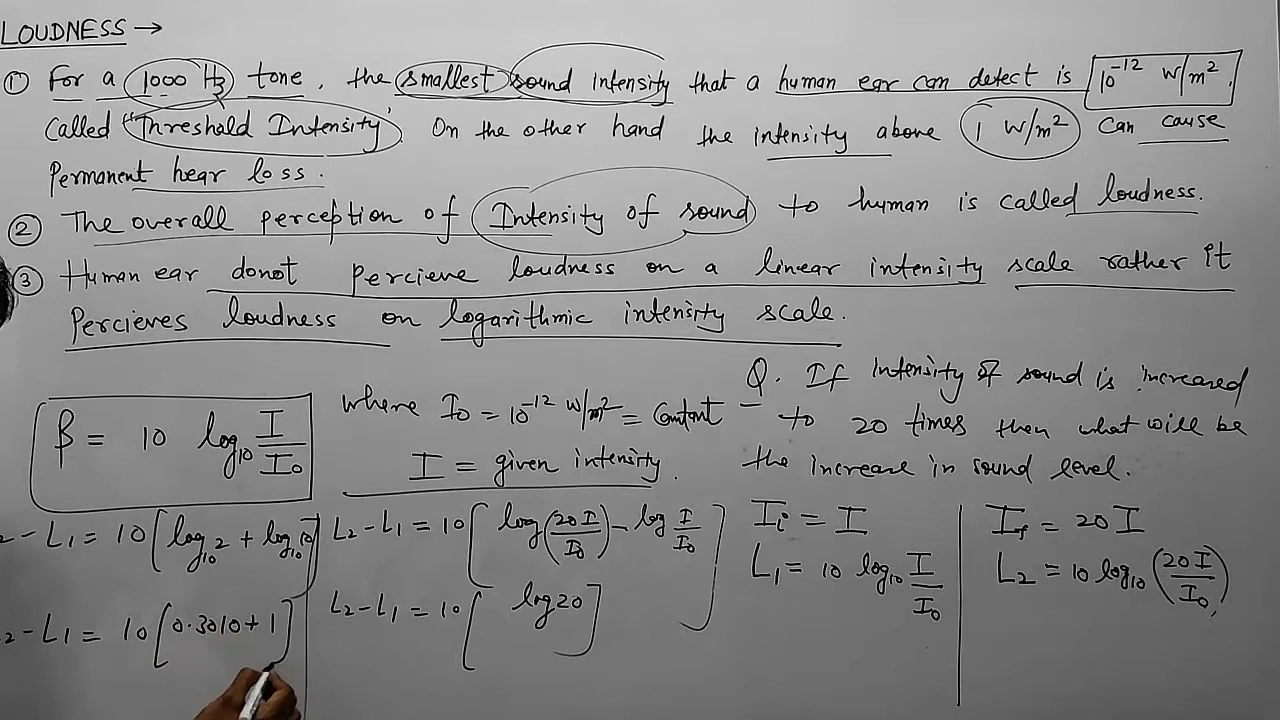 LOUDNESS →
① For a 1000 Hz tone, the smallest sound intensity that a human ear can detect is 10⁻¹² W/m².
Called "Threshold Intensity". On the other hand the intensity above 1 W/m² can cause
Permanent hear loss.
② The overall perception of Intensity of sound to human is called loudness.
③ Human ear donot percieve loudness on a linear intensity scale rather it
Percieves loudness on logarithmic intensity scale.
β = 10 log₁₀ I/I₀
where I₀ = 10⁻¹² W/m² = Constant
I = given intensity.
Q. If intensity of sound is increased
to 20 times then what will be
the increase in sound level.
Iᵢ = I
L₁ = 10 log₁₀ I/I₀
I_f = 20 I
L₂ = 10 log₁₀ (20 I/I₀)
L₂ - L₁ = 10 [log (20I/I₀) - log I/I₀]
L₂ - L₁ = 10 [log 20]
2 - L₁ = 10 [log₁₀ 2 + log₁₀ 10]
2 - L₁ = 10 [0.3010 + 1]